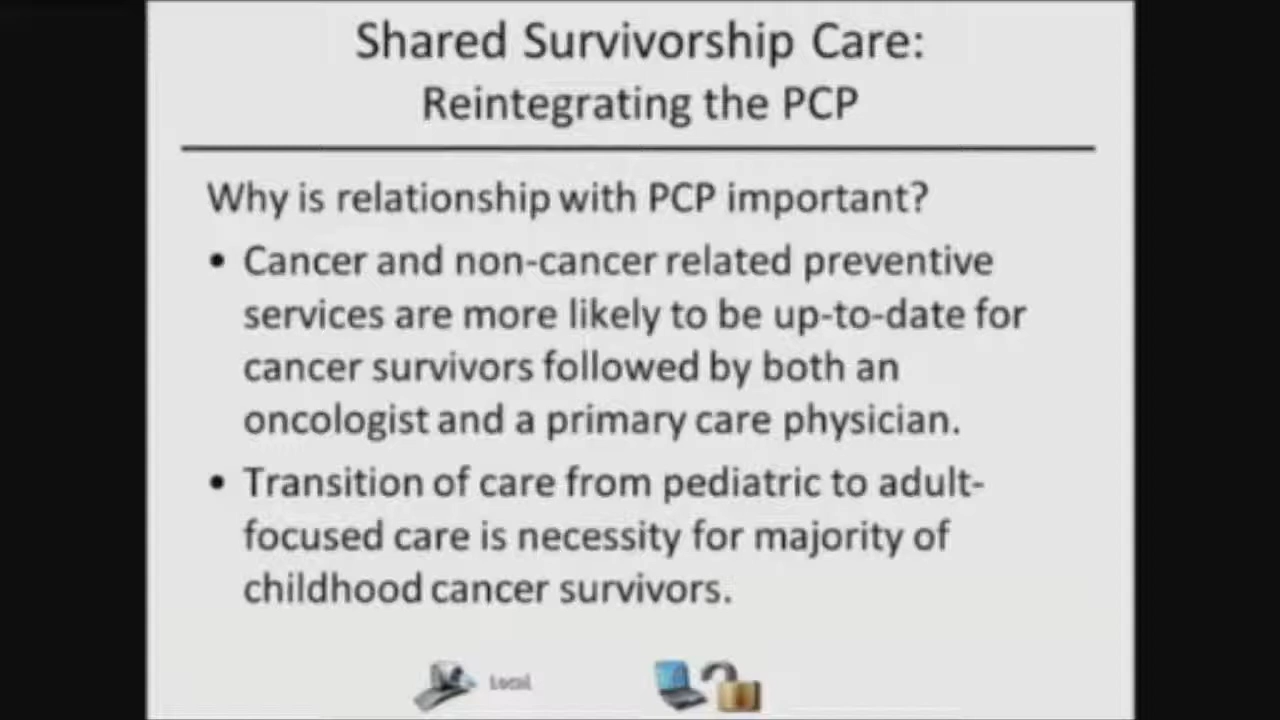 Shared Survivorship Care:
Reintegrating the PCP
Why is relationship with PCP important?
• Cancer and non-cancer related preventive
services are more likely to be up-to-date for
cancer survivors followed by both an
oncologist and a primary care physician.
• Transition of care from pediatric to adult-
focused care is necessity for majority of
childhood cancer survivors.
Local